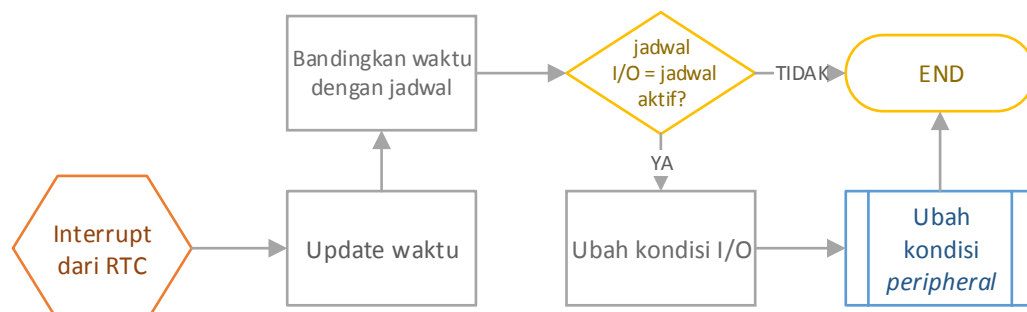 Interrupt
dari RTC
Update waktu
Bandingkan waktu
dengan jadwal
jadwal
I/O = jadwal
aktif?
TIDAK
END
YA
Ubah kondisi I/O
Ubah
kondisi
peripheral